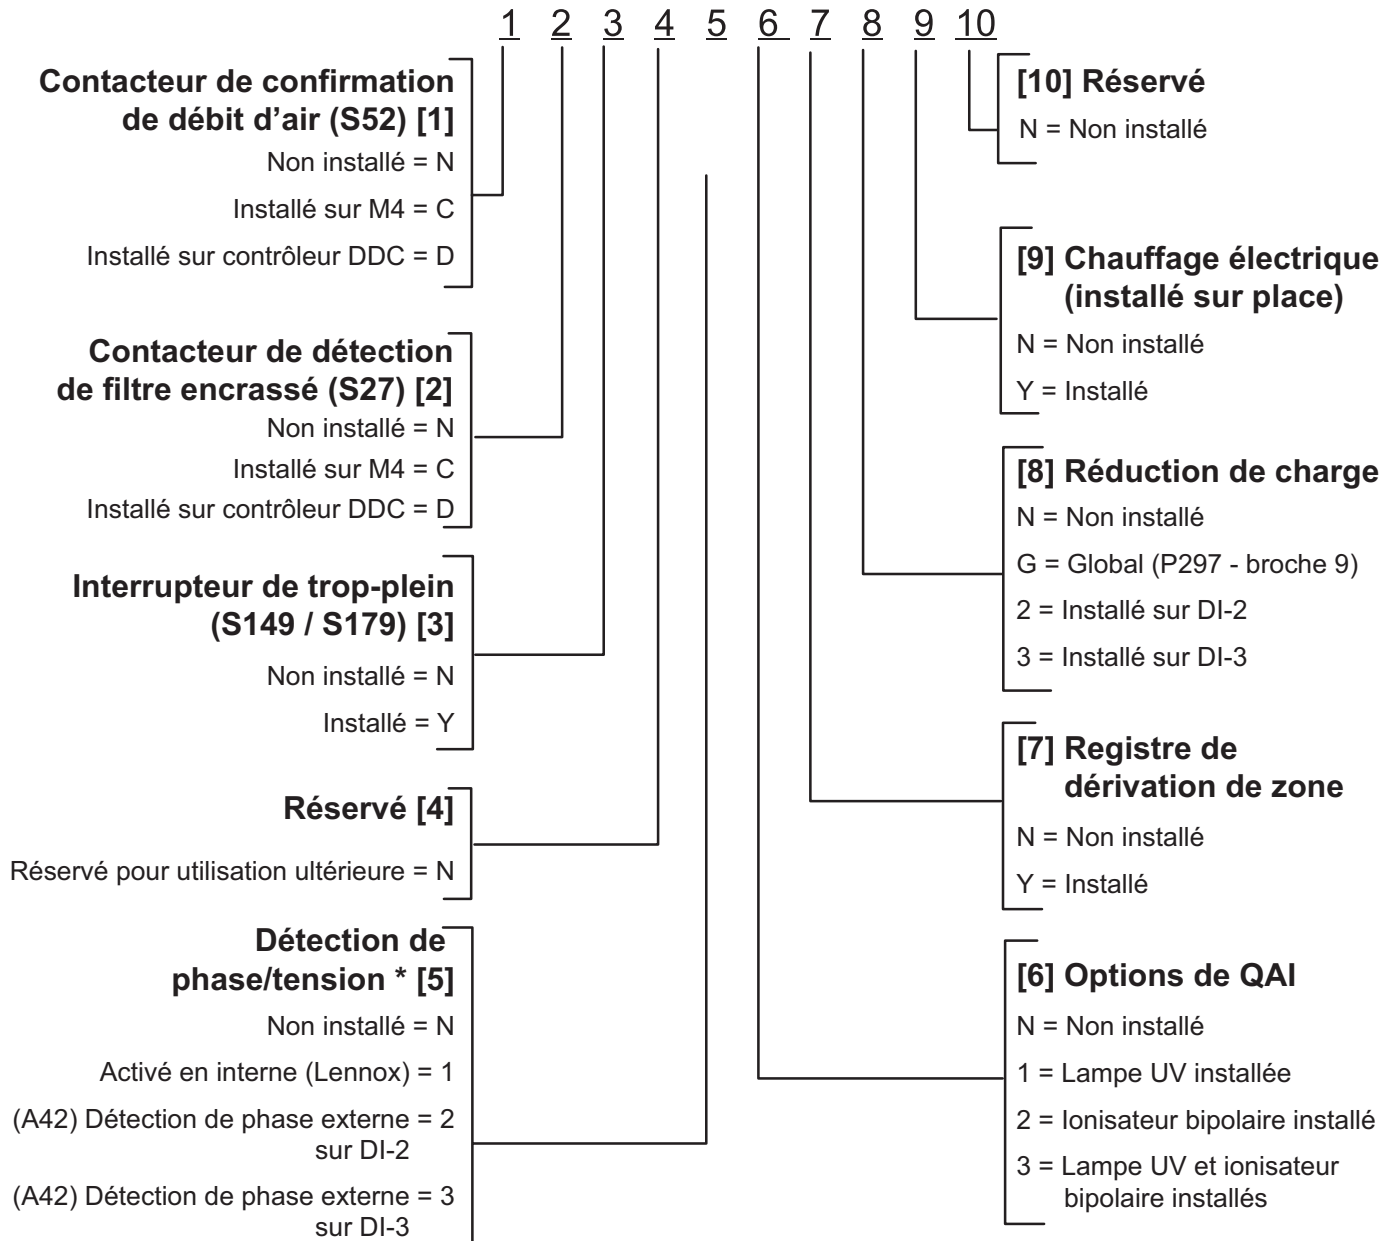 1 2 3 4 5 6 7 8 9 10
Contacteur de confirmation
de débit d’air (S52) [1]
Non installé = N
Installé sur M4 = C
Installé sur contrôleur DDC = D
Contacteur de détection
de filtre encrassé (S27) [2]
Non installé = N
Installé sur M4 = C
Installé sur contrôleur DDC = D
Interrupteur de trop-plein
(S149 / S179) [3]
Non installé = N
Installé = Y
Réservé [4]
Réservé pour utilisation ultérieure = N
Détection de
phase/tension * [5]
Non installé = N
Activé en interne (Lennox) = 1
(A42) Détection de phase externe = 2
sur DI-2
(A42) Détection de phase externe = 3
sur DI-3
[10] Réservé
N = Non installé
[9] Chauffage électrique
(installé sur place)
N = Non installé
Y = Installé
[8] Réduction de charge
N = Non installé
G = Global (P297 - broche 9)
2 = Installé sur DI-2
3 = Installé sur DI-3
[7] Registre de
dérivation de zone
N = Non installé
Y = Installé
[6] Options de QAI
N = Non installé
1 = Lampe UV installée
2 = Ionisateur bipolaire installé
3 = Lampe UV et ionisateur
bipolaire installés